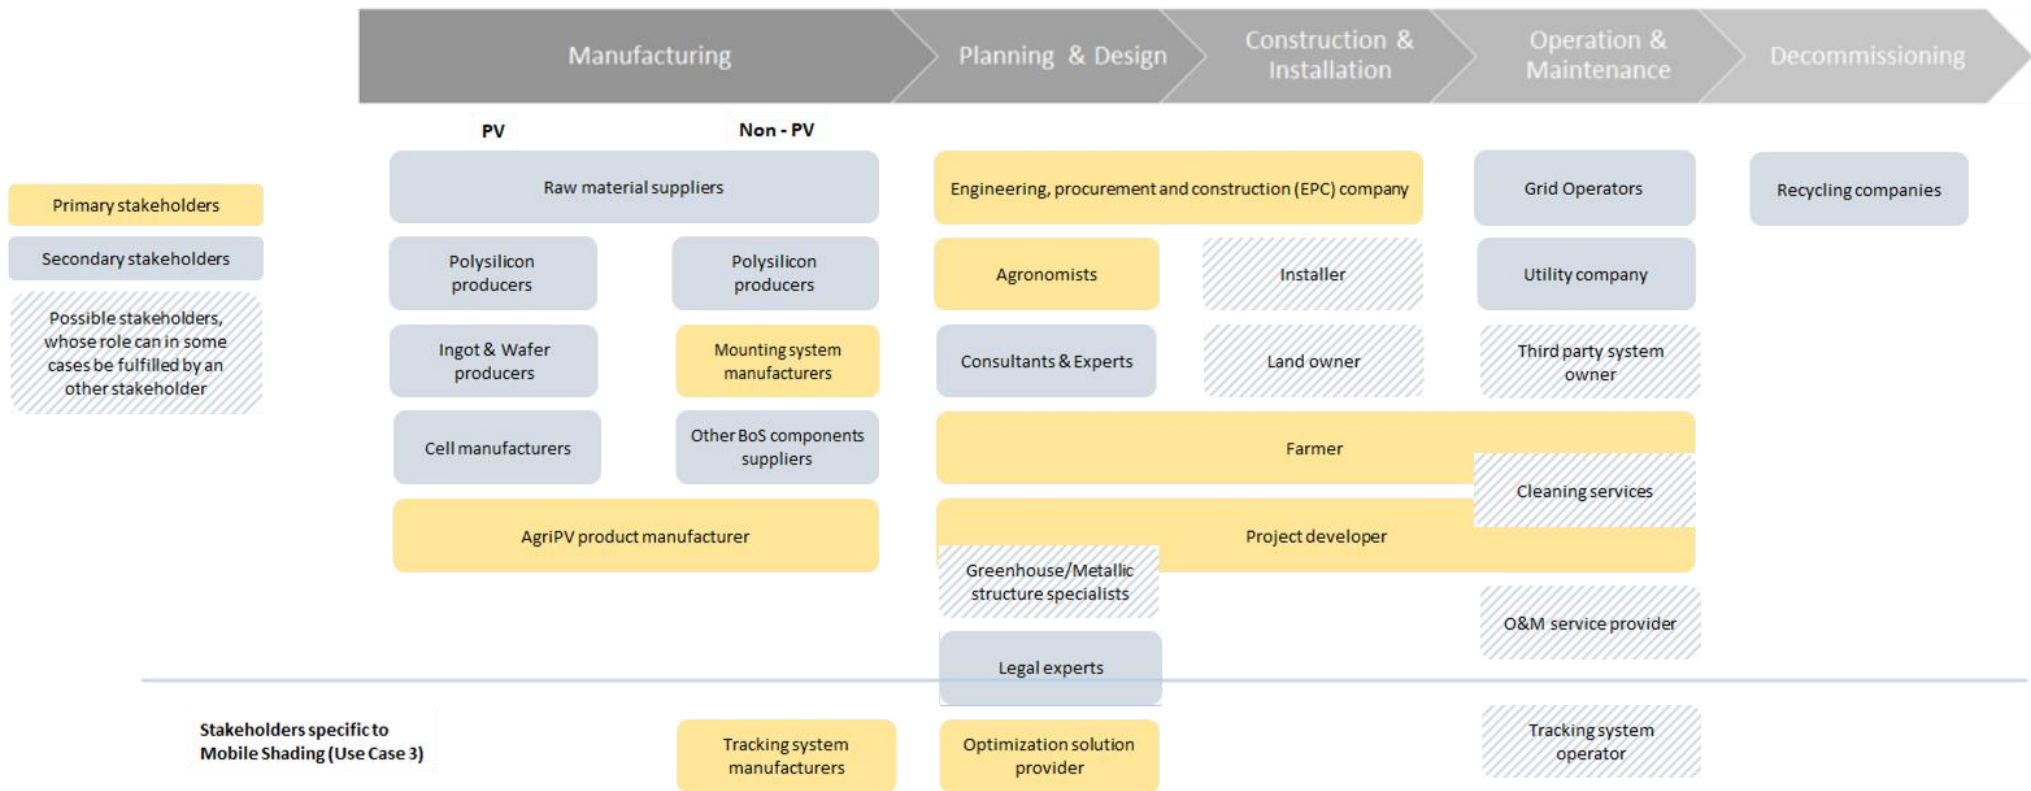 Manufacturing
Planning & Design
Construction &
Installation
Operation &
Maintenance
Decommissioning
PV
Non - PV
Primary stakeholders
Secondary stakeholders
Possible stakeholders,
whose role can in some
cases be fulfilled by an
other stakeholder
Raw material suppliers
Engineering, procurement and construction (EPC) company
Grid Operators
Recycling companies
Polysilicon
producers
Polysilicon
producers
Agronomists
Installer
Utility company
Ingot & Wafer
producers
Mounting system
manufacturers
Consultants & Experts
Land owner
Third party system
owner
Cell manufacturers
Other BoS components
suppliers
Farmer
Cleaning services
AgriPV product manufacturer
Project developer
Greenhouse/Metallic
structure specialists
O&M service provider
Legal experts
Stakeholders specific to
Mobile Shading (Use Case 3)
Tracking system
manufacturers
Optimization solution
provider
Tracking system
operator